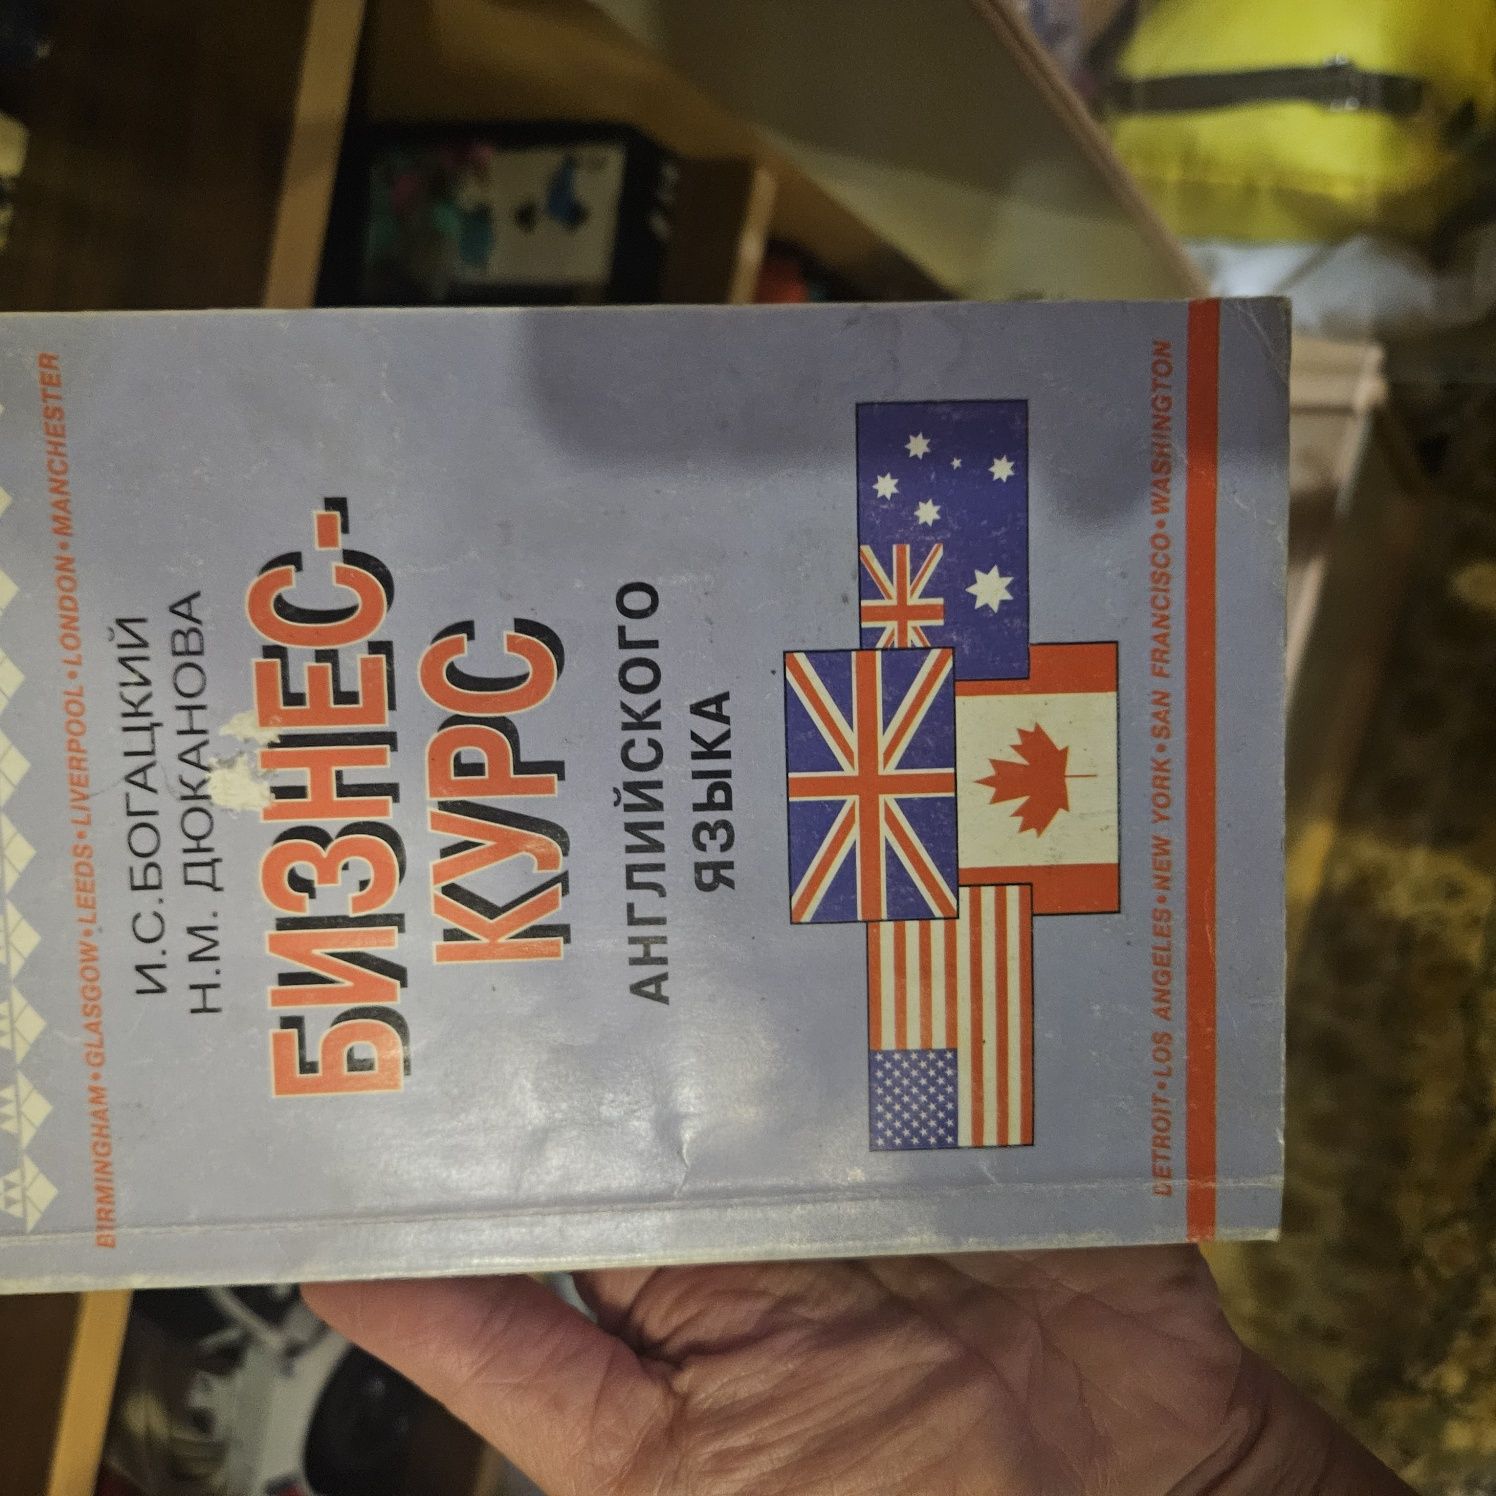 BIRMINGHAM•GLASGOW•LEEDS•LIVERPOOL•LONDON•MANCHESTER
И.С.БОГАЦКИЙ
Н.М. ДЮКАНОВА
БИЗНЕС-
КУРС
АНГЛИЙСКОГО
ЯЗЫКА
DETROIT•LOS ANGELES•NEW YORK•SAN FRANCISCO•WASHINGTON